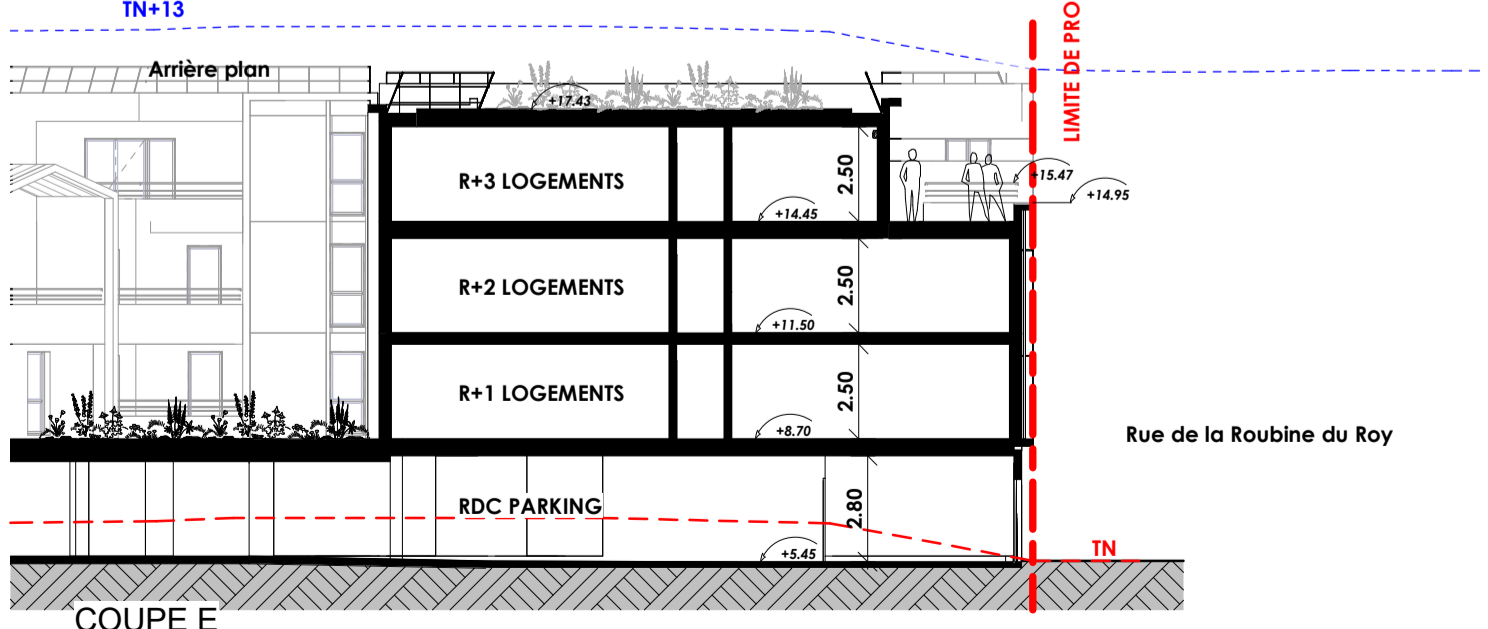 TN+13
LIMITE DE PRO
Arrière plan
+17.43
R+3 LOGEMENTS
2.50
+15.47
+14.95
+14.45
R+2 LOGEMENTS
2.50
+11.50
R+1 LOGEMENTS
2.50
+8.70
Rue de la Roubine du Roy
RDC PARKING
2.80
+5.45
TN
COUPE E